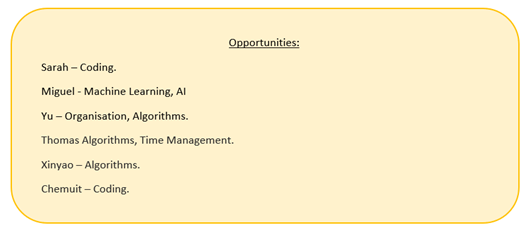 Opportunities:
Sarah – Coding.
Miguel - Machine Learning, AI
Yu – Organisation, Algorithms.
Thomas Algorithms, Time Management.
Xinyao – Algorithms.
Chemuit – Coding.